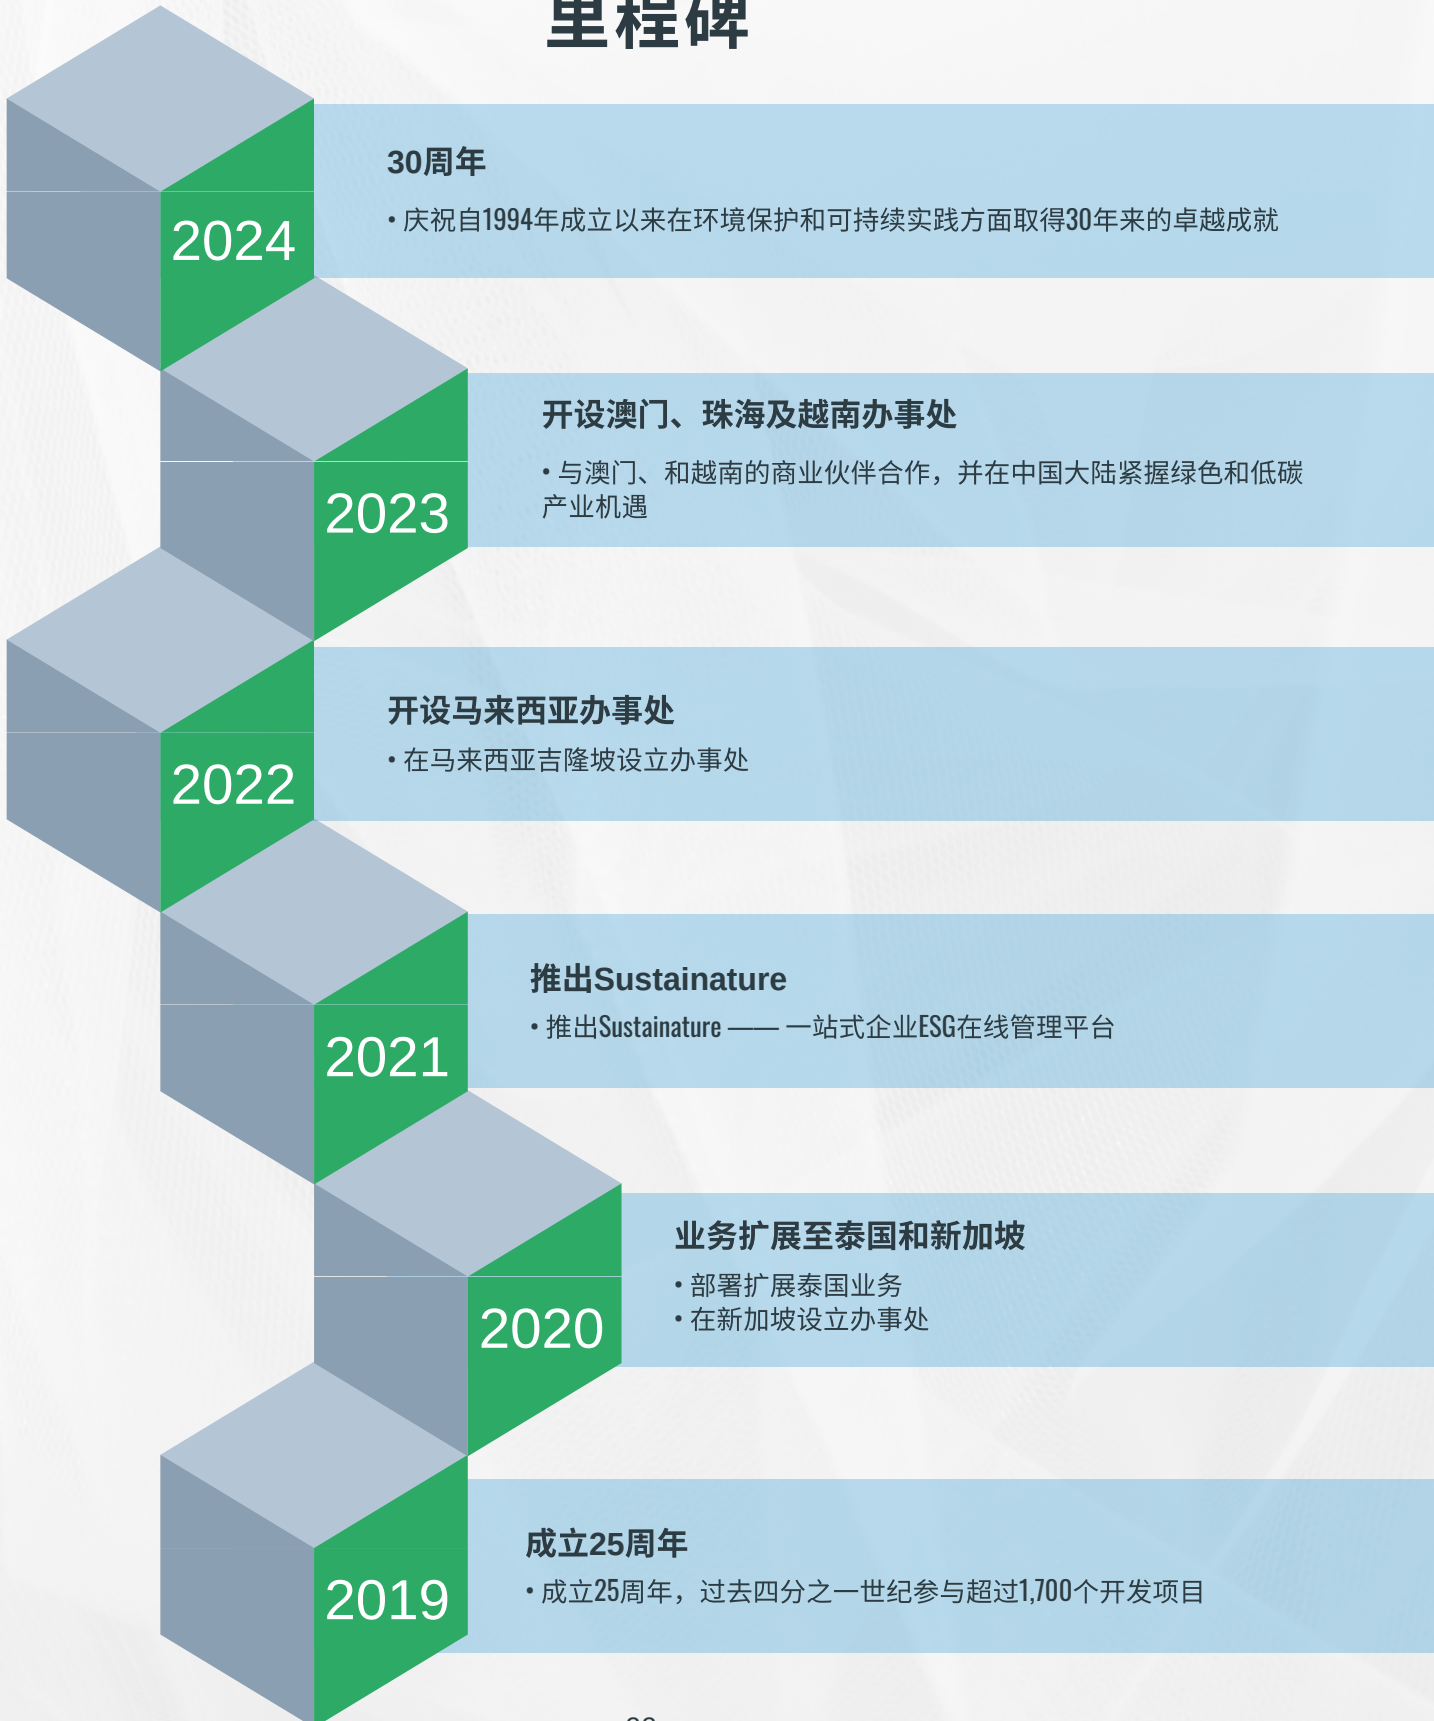 里程碑
2024
30周年
• 庆祝自1994年成立以来在环境保护和可持续实践方面取得30年来的卓越成就
2023
开设澳门、珠海及越南办事处
• 与澳门、和越南的商业伙伴合作，并在中国大陆紧握绿色和低碳
产业机遇
2022
开设马来西亚办事处
• 在马来西亚吉隆坡设立办事处
2021
推出Sustainature
• 推出Sustainature —— 一站式企业ESG在线管理平台
2020
业务扩展至泰国和新加坡
• 部署扩展泰国业务
• 在新加坡设立办事处
2019
成立25周年
• 成立25周年，过去四分之一世纪参与超过1,700个开发项目